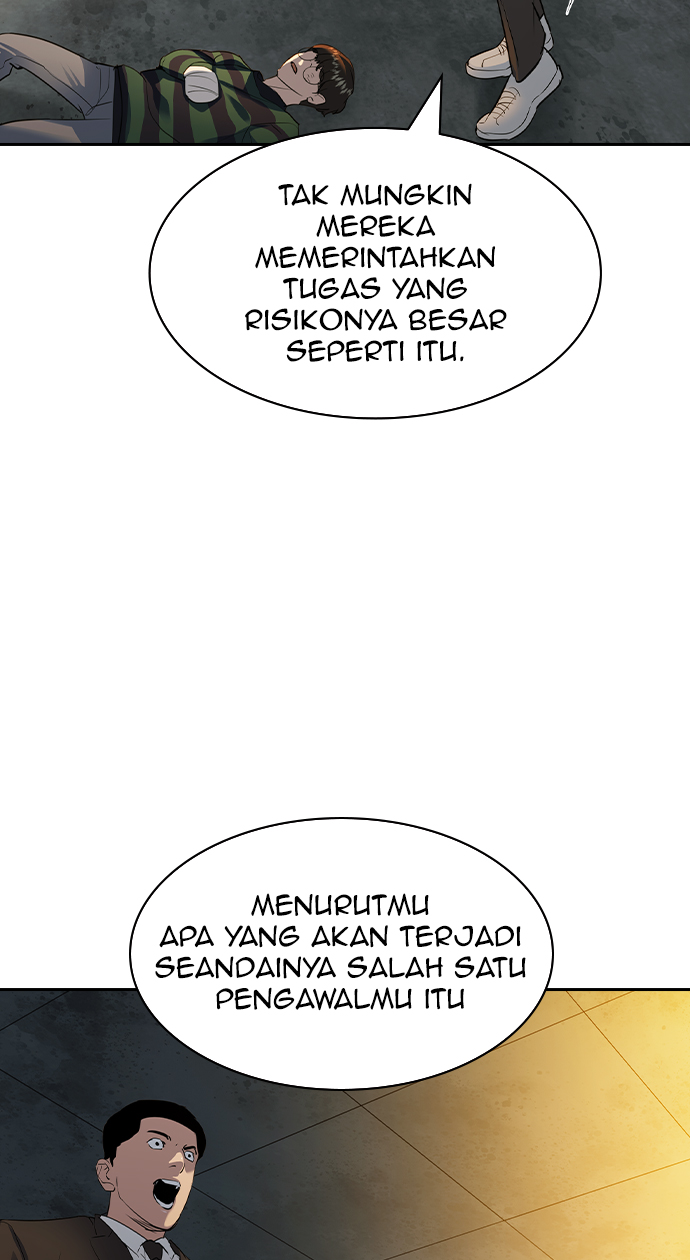 TAK MUNGKIN
MEREKA
MEMERINTAHKAN
TUGAS YANG
RISIKONYA BESAR
SEPERTI ITU.
MENURUTMU
APA YANG AKAN TERJADI
SEANDAINYA SALAH SATU
PENGAWALMU ITU